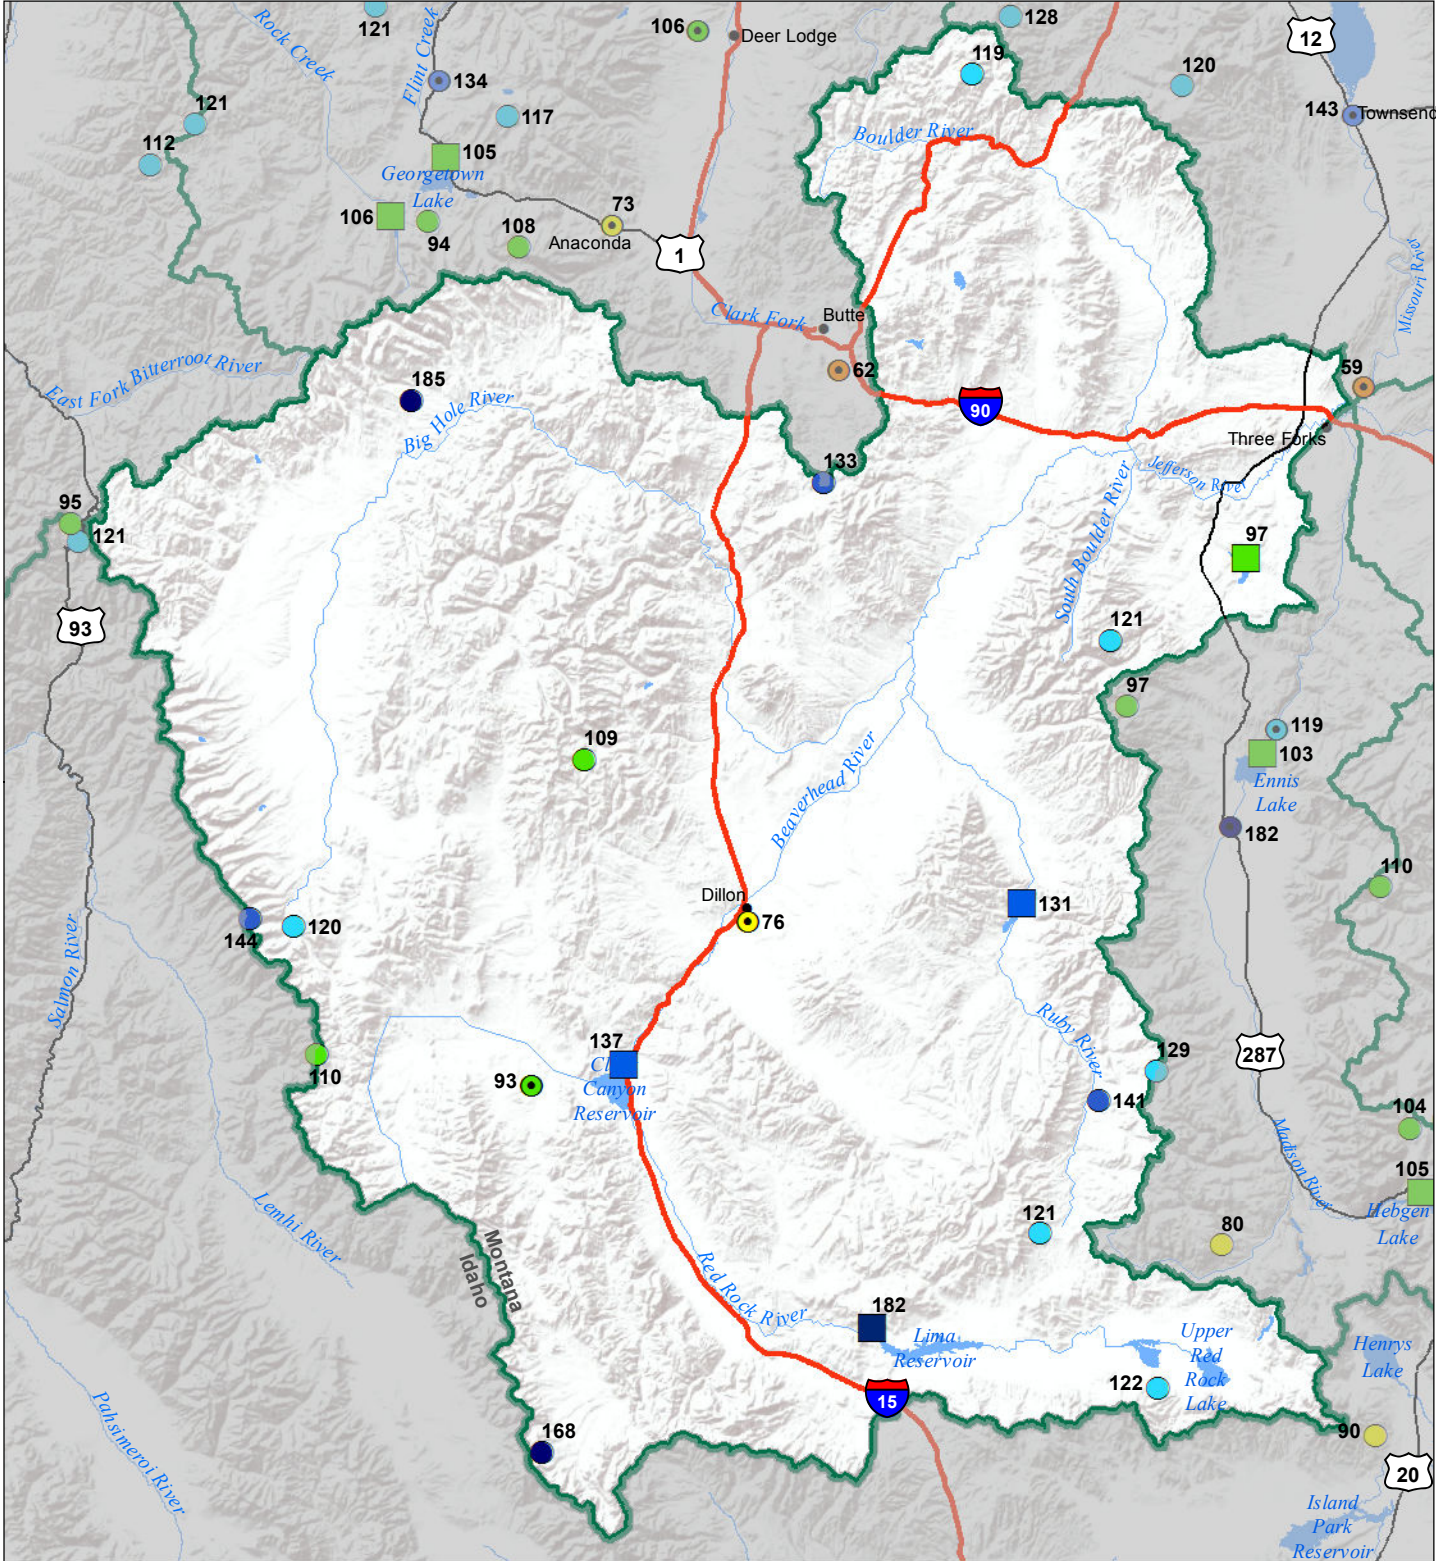 121
Rock Creek
Flint Creek
106
Deer Lodge
128
12
119
134
120
121
117
143
Townsend
112
105
Boulder River
Georgetown
Lake
106
94
108
73
Anaconda
1
Missouri River
Clark Fork
Butte
62
59
East Fork Bitterroot River
185
Big Hole River
90
Three Forks
133
Jefferson River
South Boulder River
95
121
97
93
121
97
109
119
103
Ennis
Lake
Beaverhead River
182
110
Dillon
76
131
144
120
Salmon River
Ruby River
137
Canyon
Reservoir
93
110
129
287
141
104
Madison River
105
Hebgen
Lake
Lemhi River
Montana
Idaho
121
80
Red Rock River
182
Lima
Reservoir
Upper
Red
Rock
Lake
Henrys
Lake
122
15
Pahsimeroi River
168
90
20
Island
Park
Reservoir